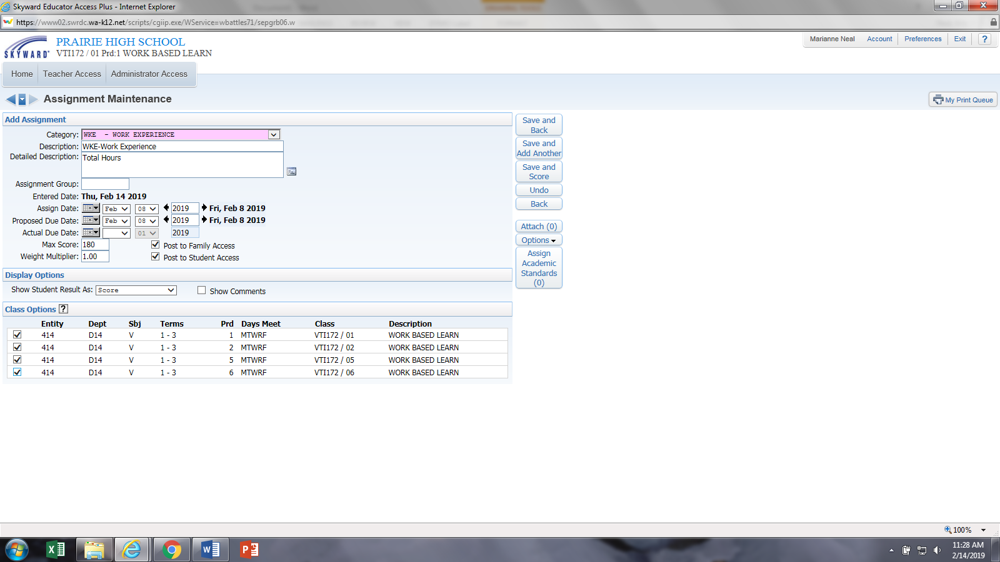 Skyward Educator Access Plus - Internet Explorer
https://www02.swrdc.wa-k12.net/scripts/cgiip.exe/WService=wbattles71/sepgrb06.w
SKYWARD
PRAIRIE HIGH SCHOOL
VTI172 / 01 Prd:1 WORK BASED LEARN
Marianne Neal Account Preferences Exit ?
Home Teacher Access Administrator Access
Assignment Maintenance
My Print Queue
Add Assignment
Category: WKE - WORK EXPERIENCE
Description: WKE-Work Experience
Detailed Description: Total Hours
Assignment Group:
Entered Date: Thu, Feb 14 2019
Assign Date: Feb 08 2019 Fri, Feb 8 2019
Proposed Due Date: Feb 08 2019 Fri, Feb 8 2019
Actual Due Date: 01 2019
Max Score: 180 Post to Family Access
Weight Multiplier: 1.00 Post to Student Access
Save and Back
Save and Add Another
Save and Score
Undo
Back
Attach (0)
Options
Assign Academic Standards (0)
Display Options
Show Student Result As: Score Show Comments
Class Options ?
Entity Dept Sbj Terms Prd Days Meet Class Description
414 D14 V 1 - 3 1 MTWRF VTI172 / 01 WORK BASED LEARN
414 D14 V 1 - 3 2 MTWRF VTI172 / 02 WORK BASED LEARN
414 D14 V 1 - 3 5 MTWRF VTI172 / 05 WORK BASED LEARN
414 D14 V 1 - 3 6 MTWRF VTI172 / 06 WORK BASED LEARN
100%
11:28 AM
2/14/2019